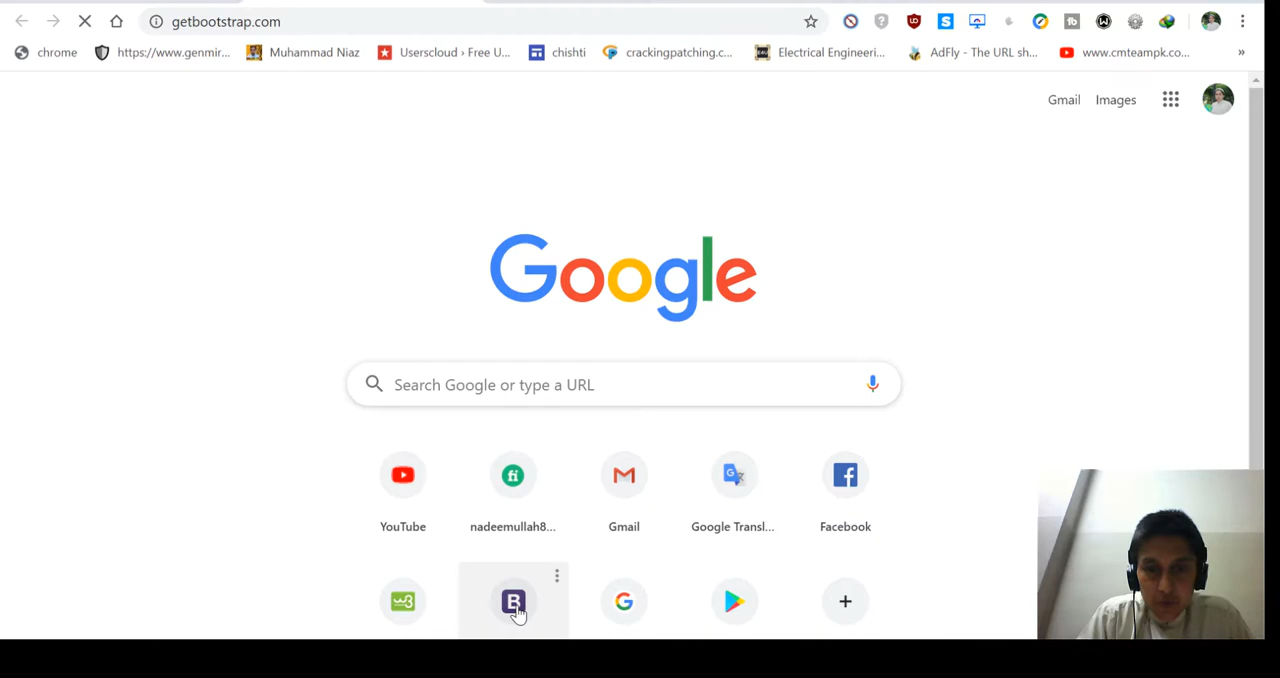 getbootstrap.com
chrome https://www.genmir... Muhammad Niaz Userscloud › Free U... chishti crackingpatching.c... Electrical Engineeri... AdFly - The URL sh... www.cmteampk.co... »
Gmail Images
Google
Search Google or type a URL
YouTube nadeemullah8... Gmail Google Transl... Facebook